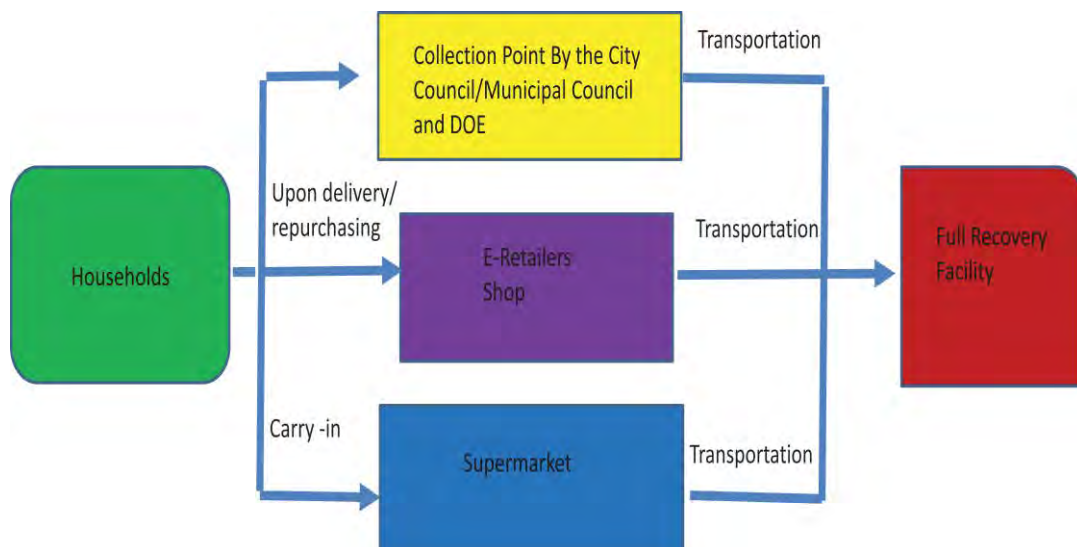 Collection Point By the City
Council/Municipal Council
and DOE
Transportation
Upon delivery/
repurchasing
Households
E-Retailers
Shop
Transportation
Full Recovery
Facility
Carry -in
Supermarket
Transportation